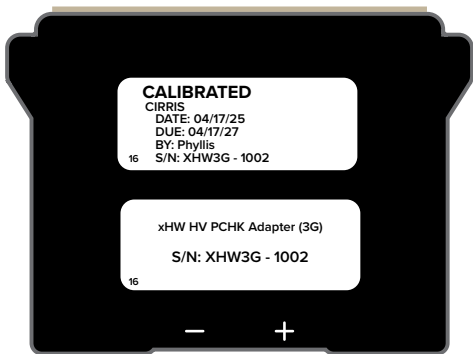 CALIBRATED
CIRRIS
DATE: 04/17/25
DUE: 04/17/27
BY: Phyllis
16 S/N: XHW3G - 1002
xHW HV PCHK Adapter (3G)
S/N: XHW3G - 1002
16
− +